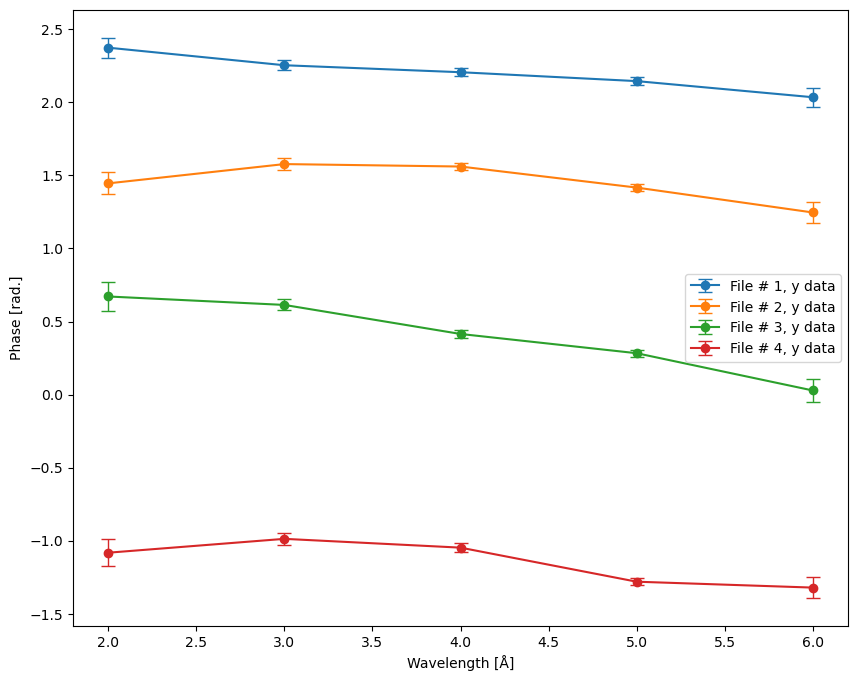 2.5
2.0
1.5
1.0
0.5
0.0
−0.5
−1.0
−1.5
Phase [rad.]
File # 1, y data
File # 2, y data
File # 3, y data
File # 4, y data
2.0 2.5 3.0 3.5 4.0 4.5 5.0 5.5 6.0
Wavelength [Å]